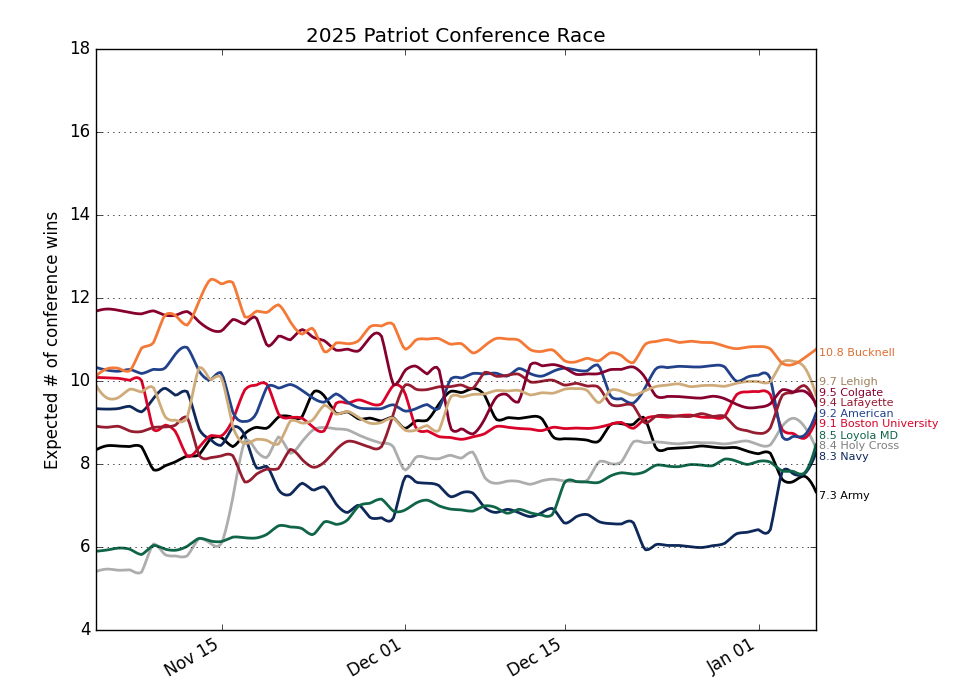 2025 Patriot Conference Race
Expected # of conference wins
18
16
14
12
10
8
6
4
Nov 15
Dec 01
Dec 15
Jan 01
10.8 Bucknell
9.7 Lehigh
9.5 Colgate
9.4 Lafayette
9.2 American
9.1 Boston University
8.5 Loyola MD
8.4 Holy Cross
8.3 Navy
7.3 Army